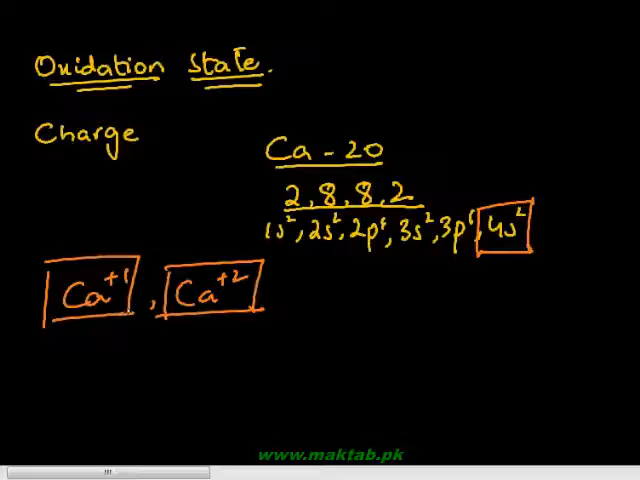 Oxidation State.
Charge
Ca - 20
2, 8, 8, 2
1s², 2s², 2p⁶, 3s², 3p⁶, 4s²
Ca⁺¹, Ca⁺²
www.maktab.pk